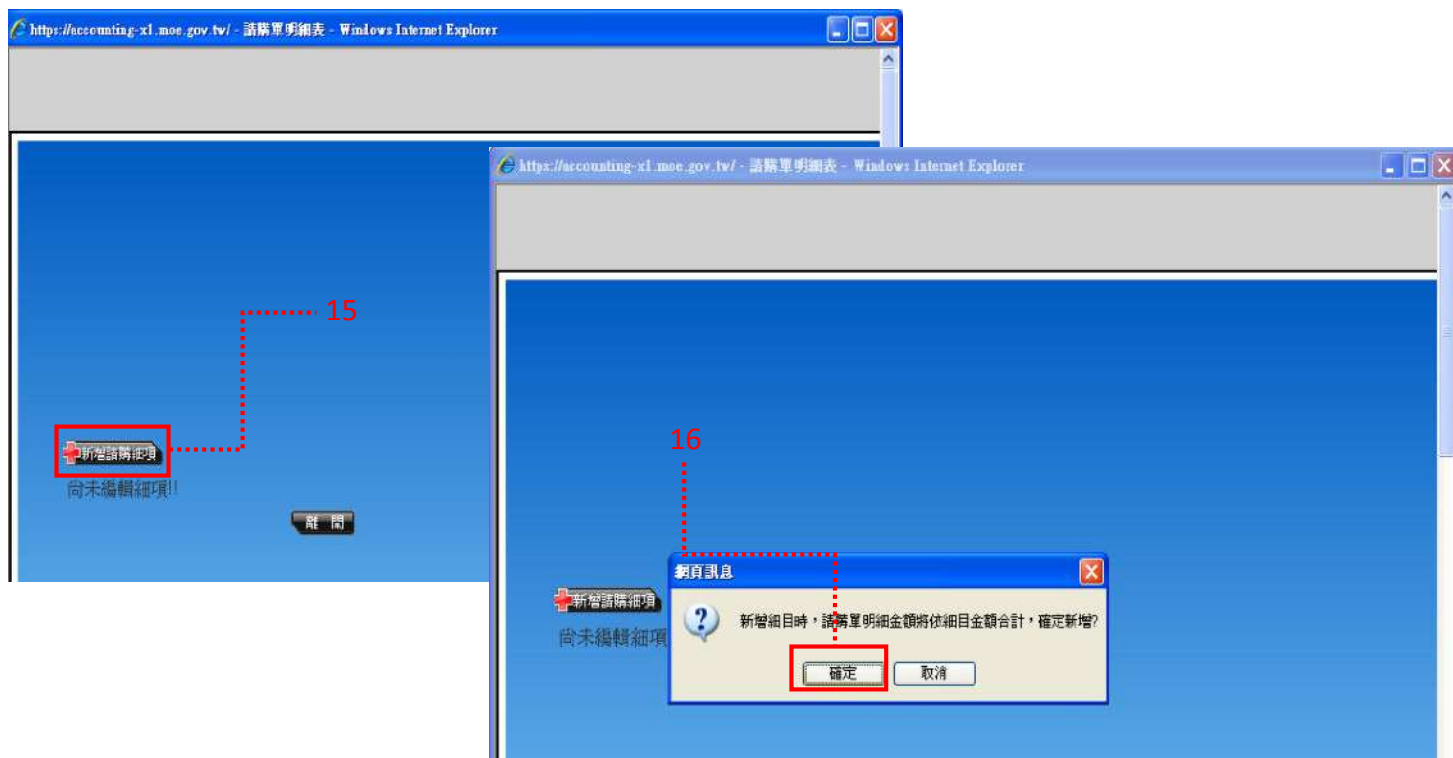 https://accounting-x1.moe.gov.tw/ - 請購單明細表 - Windows Internet Explorer
15
新增請購細項
尚未編輯細項!!
離 開
https://accounting-x1.moe.gov.tw/ - 請購單明細表 - Windows Internet Explorer
16
新增請購細項
尚未編輯細項
網頁訊息
新增細目時，請購單明細金額將依細目金額合計，確定新增?
確定
取消